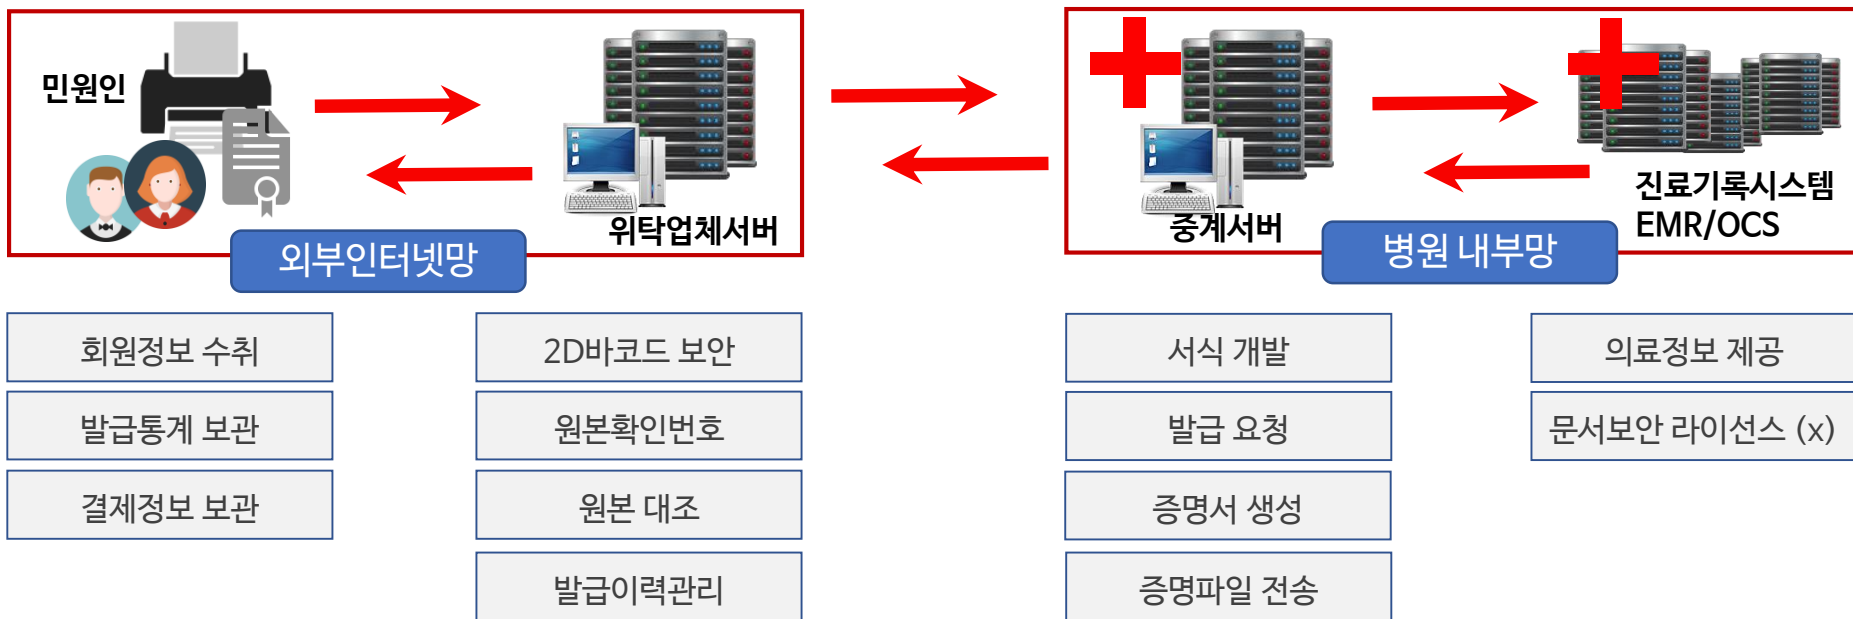 민원인
위탁업체서버
외부인터넷망
중계서버
진료기록시스템
EMR/OCS
병원 내부망
회원정보 수취
2D바코드 보안
서식 개발
의료정보 제공
발급통계 보관
원본확인번호
발급 요청
문서보안 라이선스 (x)
결제정보 보관
원본 대조
증명서 생성
발급이력관리
증명파일 전송